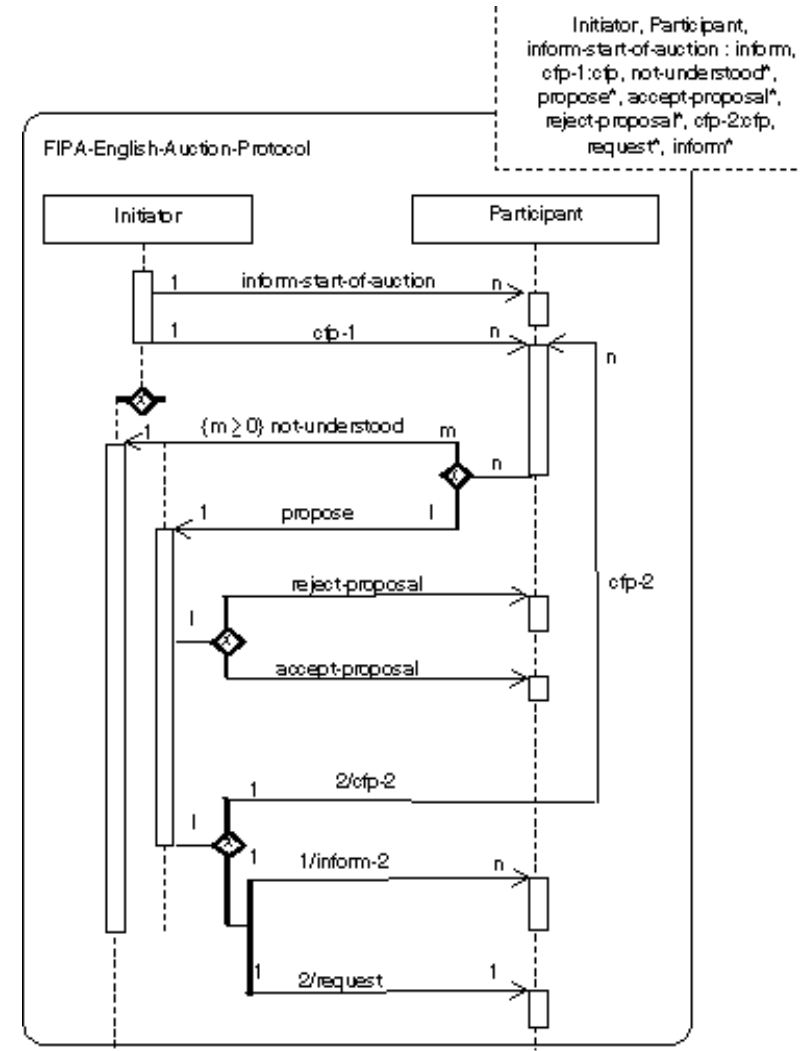 Initiator, Participant,
inform-start-of-auction : inform,
cfp-1:cfp, not-understood*,
propose*, accept-proposal*,
reject-proposal*, cfp-2:cfp,
request*, inform*
FIPA-English-Auction-Protocol
Initiator
Participant
1 inform-start-of-auction n
1 cfp-1 n
n
x
1 {m ≥ 0} not-understood m
n
1 propose l
cfp-2
reject-proposal
l
x
accept-proposal
1 2/cfp-2
l
x
1 1/inform-2 n
1 2/request 1